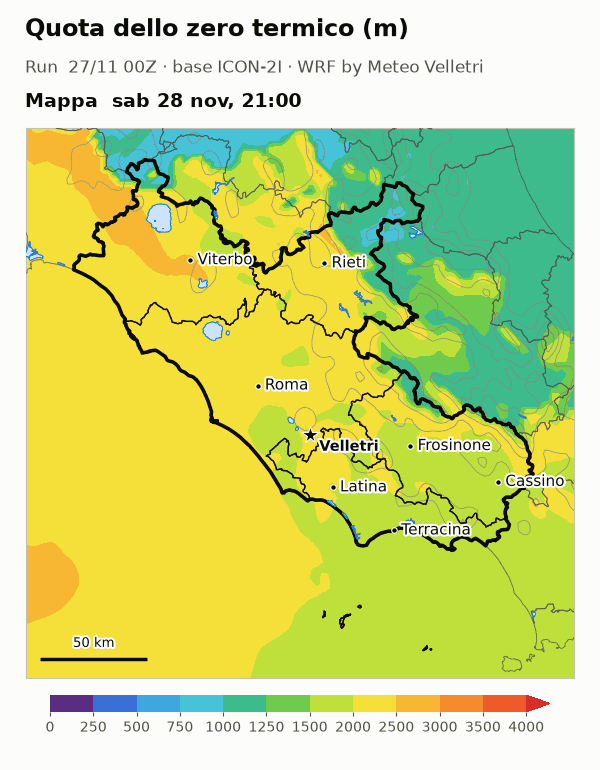 Quota dello zero termico (m)
Run  27/11 00Z · base ICON-2I · WRF by Meteo Velletri
Mappa  sab 28 nov, 21:00
Viterbo
Rieti
Roma
Velletri
Frosinone
Cassino
Latina
Terracina
50 km
0 250 500 750 1000 1250 1500 2000 2500 3000 3500 4000